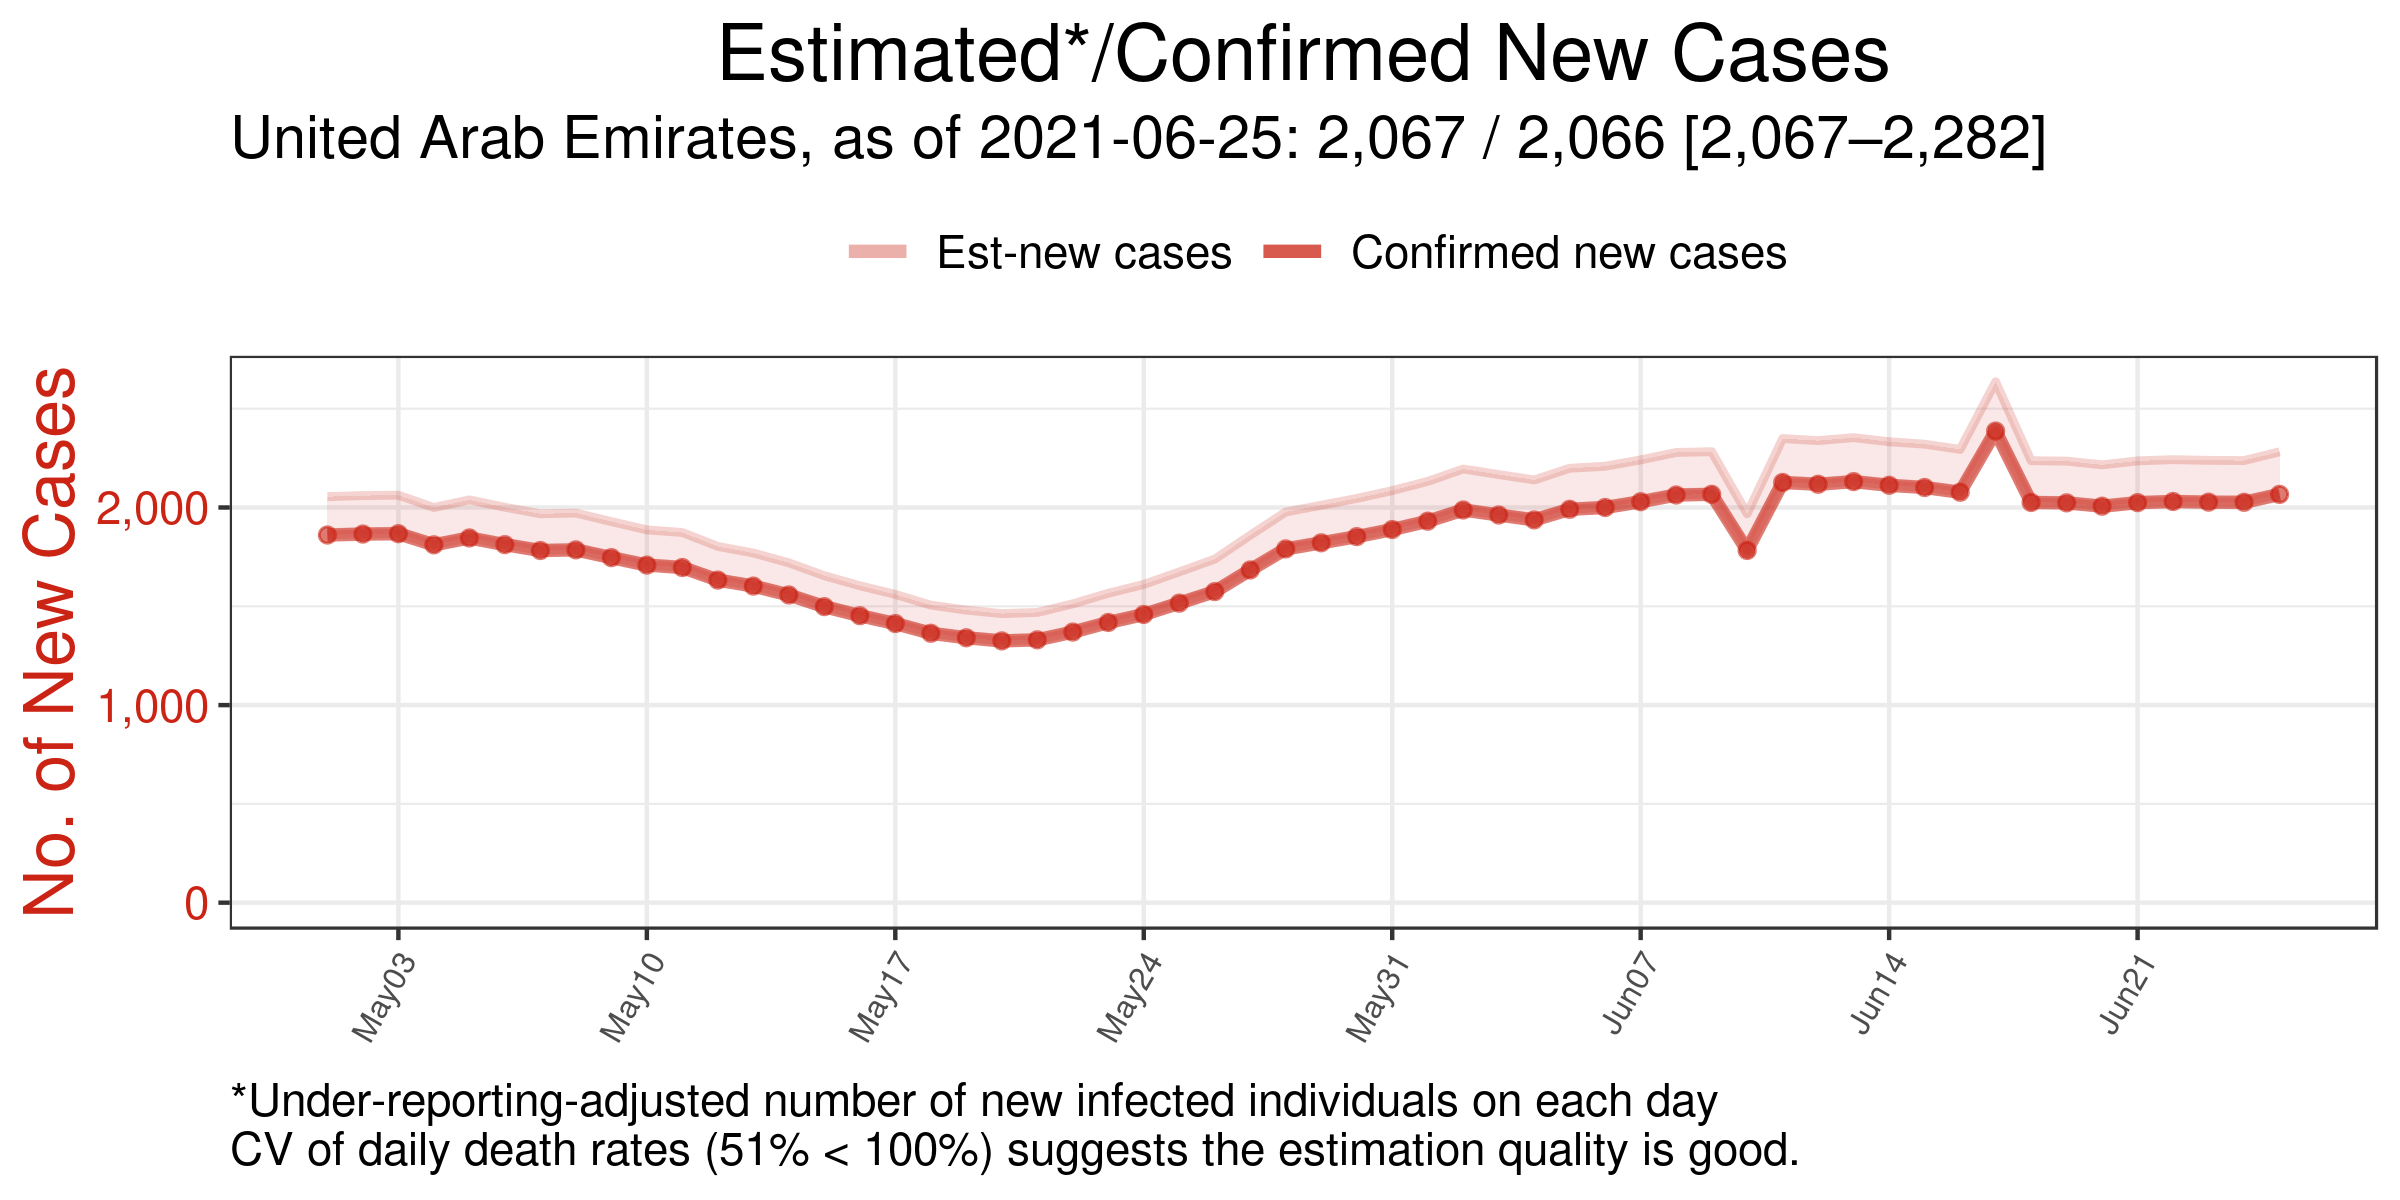 Estimated*/Confirmed New Cases
United Arab Emirates, as of 2021-06-25: 2,067 / 2,066 [2,067–2,282]
Est-new cases
Confirmed new cases
No. of New Cases
2,000
1,000
0
May03
May10
May17
May24
May31
Jun07
Jun14
Jun21
*Under-reporting-adjusted number of new infected individuals on each day
CV of daily death rates (51% < 100%) suggests the estimation quality is good.